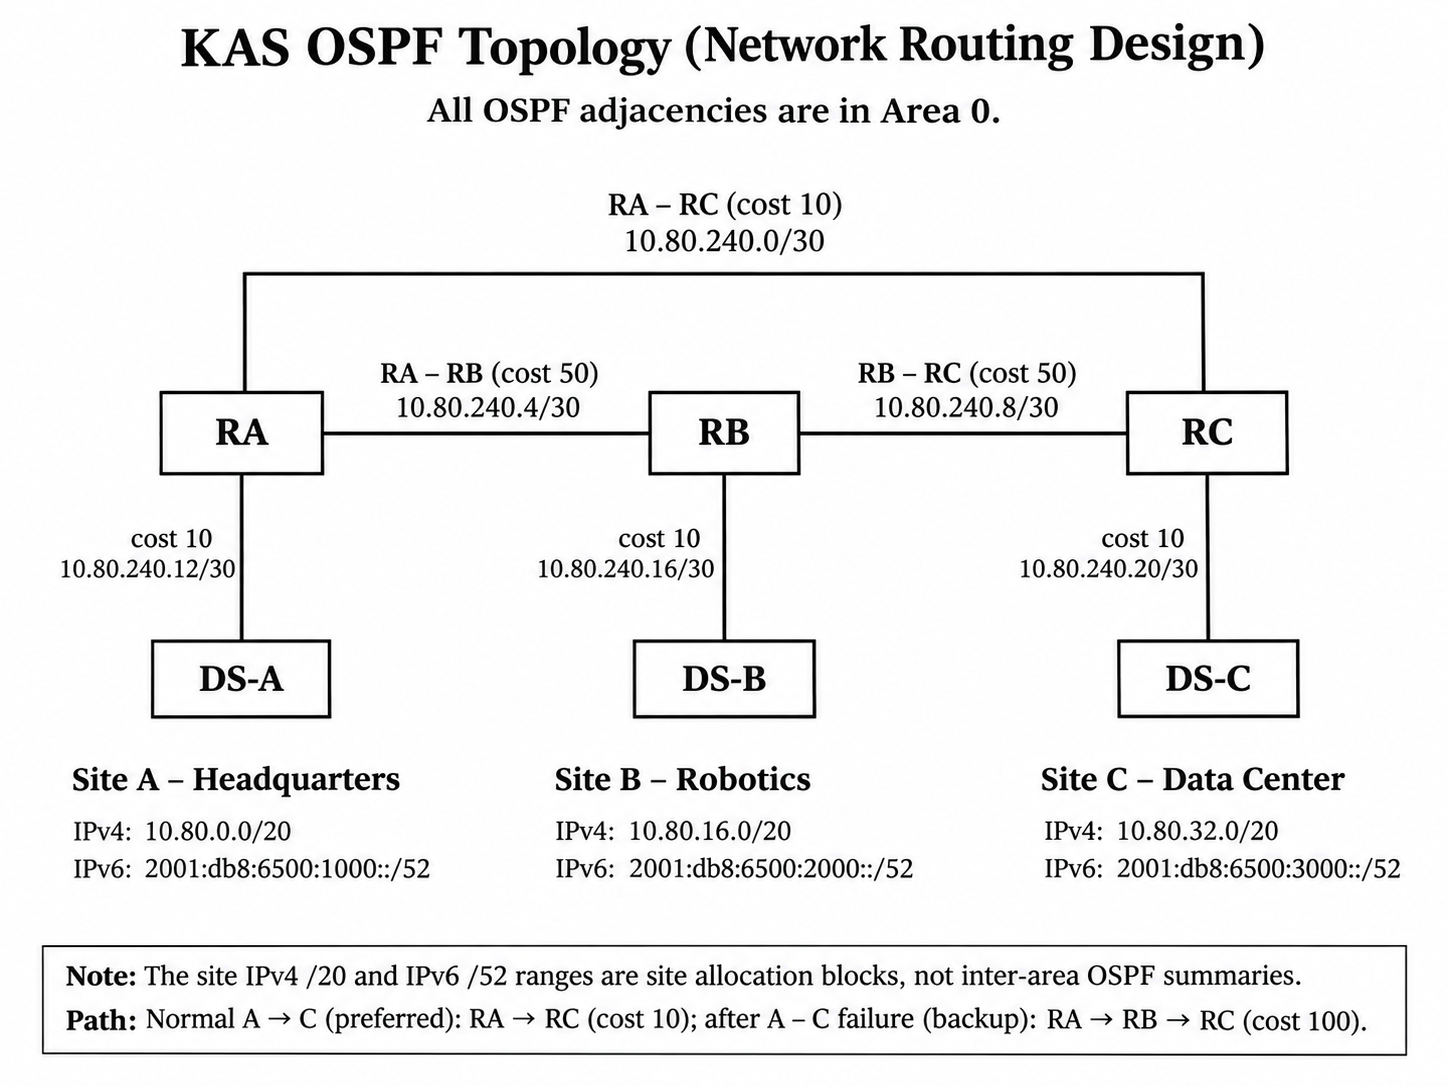 KAS OSPF Topology (Network Routing Design)
All OSPF adjacencies are in Area 0.
RA – RC (cost 10)
10.80.240.0/30
RA – RB (cost 50)
10.80.240.4/30
RB – RC (cost 50)
10.80.240.8/30
RA
RB
RC
cost 10
10.80.240.12/30
cost 10
10.80.240.16/30
cost 10
10.80.240.20/30
DS-A
DS-B
DS-C
Site A – Headquarters
IPv4: 10.80.0.0/20
IPv6: 2001:db8:6500:1000::/52
Site B – Robotics
IPv4: 10.80.16.0/20
IPv6: 2001:db8:6500:2000::/52
Site C – Data Center
IPv4: 10.80.32.0/20
IPv6: 2001:db8:6500:3000::/52
Note: The site IPv4 /20 and IPv6 /52 ranges are site allocation blocks, not inter-area OSPF summaries.
Path: Normal A → C (preferred): RA → RC (cost 10); after A – C failure (backup): RA → RB → RC (cost 100).